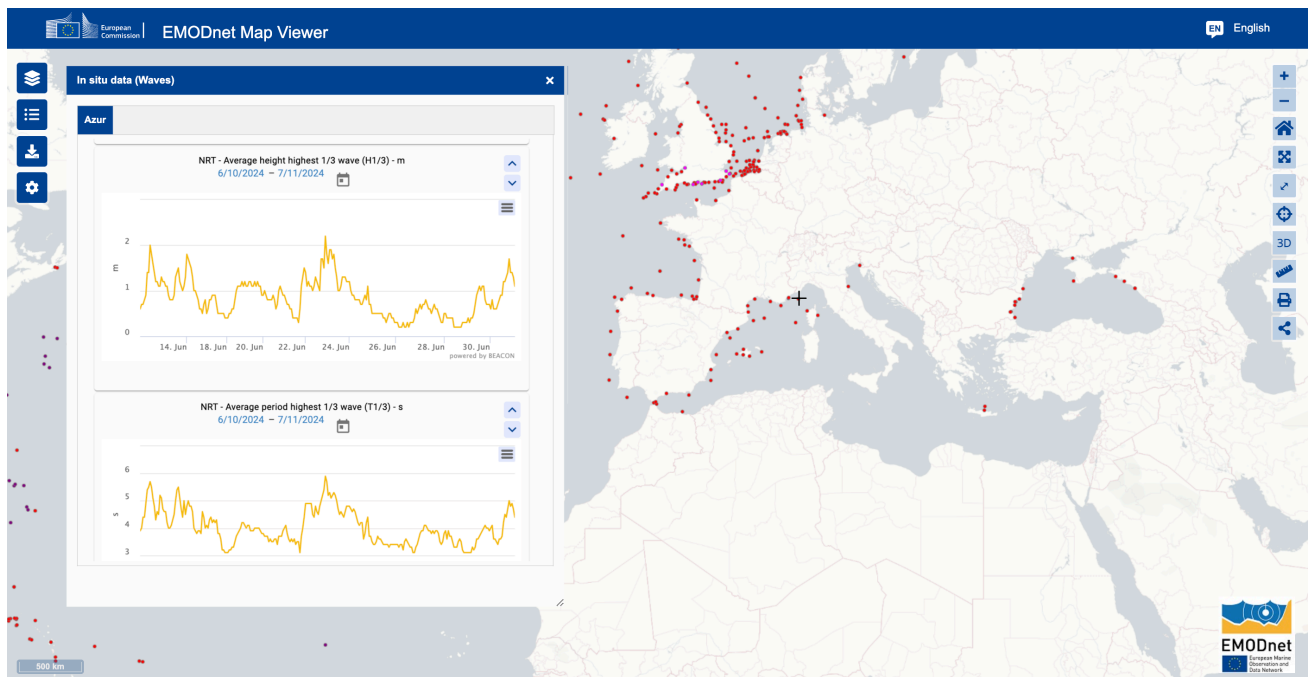 European
Commission
EMODnet Map Viewer
EN English
In situ data (Waves)
×
Azur
NRT - Average height highest 1/3 wave (H1/3) - m
6/10/2024 – 7/11/2024
2
1
0
m
14. Jun 18. Jun 20. Jun 22. Jun 24. Jun 26. Jun 28. Jun 30. Jun
powered by BEACON
NRT - Average period highest 1/3 wave (T1/3) - s
6/10/2024 – 7/11/2024
6
5
4
3
s
3D
500 km
EMODnet
European Marine
Observation and
Data Network